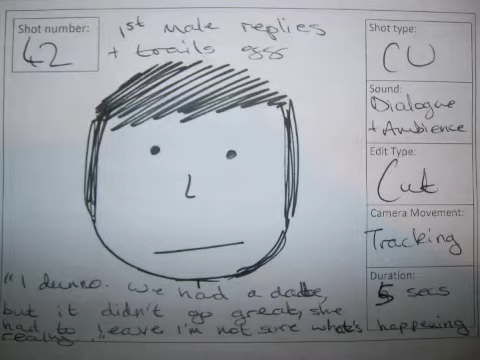 Shot number:
42
1st Male replies
+ trails
Shot type:
CU
Sound:
Dialogue
+ Ambience
Edit Type:
Cut
Camera Movement:
Tracking
Duration:
5 secs
"I dunno. We had a date,
but it didn't go great, she
had to leave I'm not sure what's happening
really..."